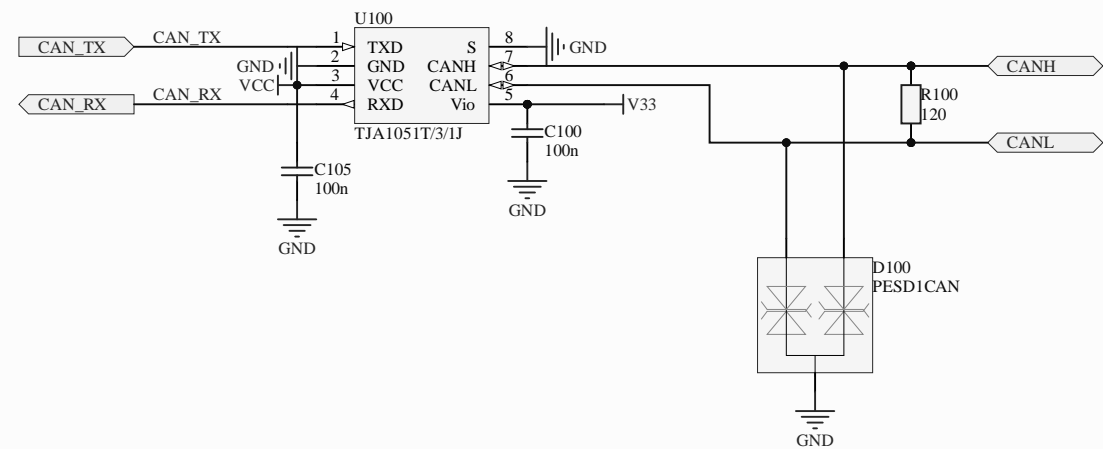 U100
CAN_TX CAN_TX 1 TXD S 8 GND
GND 2 GND CANH 7 CANH
VCC 3 VCC CANL 6
CAN_RX CAN_RX 4 RXD Vio 5 V33
R100
120
TJA1051T/3/1J
C100
100n
CANL
C105
100n
GND
GND
D100
PESD1CAN
GND